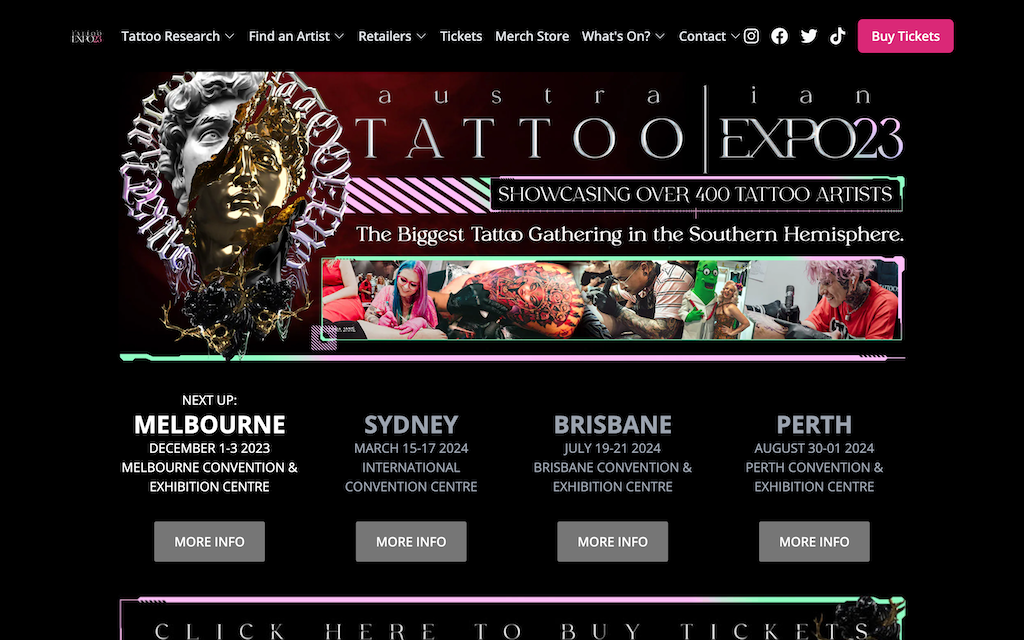 TATTOO
EXPO23
Tattoo Research
Find an Artist
Retailers
Tickets
Merch Store
What's On?
Contact
Buy Tickets
australian
TATTOO EXPO23
SHOWCASING OVER 400 TATTOO ARTISTS
The Biggest Tattoo Gathering in the Southern Hemisphere.
NEXT UP:
MELBOURNE
DECEMBER 1-3 2023
MELBOURNE CONVENTION &
EXHIBITION CENTRE
MORE INFO
SYDNEY
MARCH 15-17 2024
INTERNATIONAL
CONVENTION CENTRE
MORE INFO
BRISBANE
JULY 19-21 2024
BRISBANE CONVENTION &
EXHIBITION CENTRE
MORE INFO
PERTH
AUGUST 30-01 2024
PERTH CONVENTION &
EXHIBITION CENTRE
MORE INFO
CLICK HERE TO BUY TICKETS